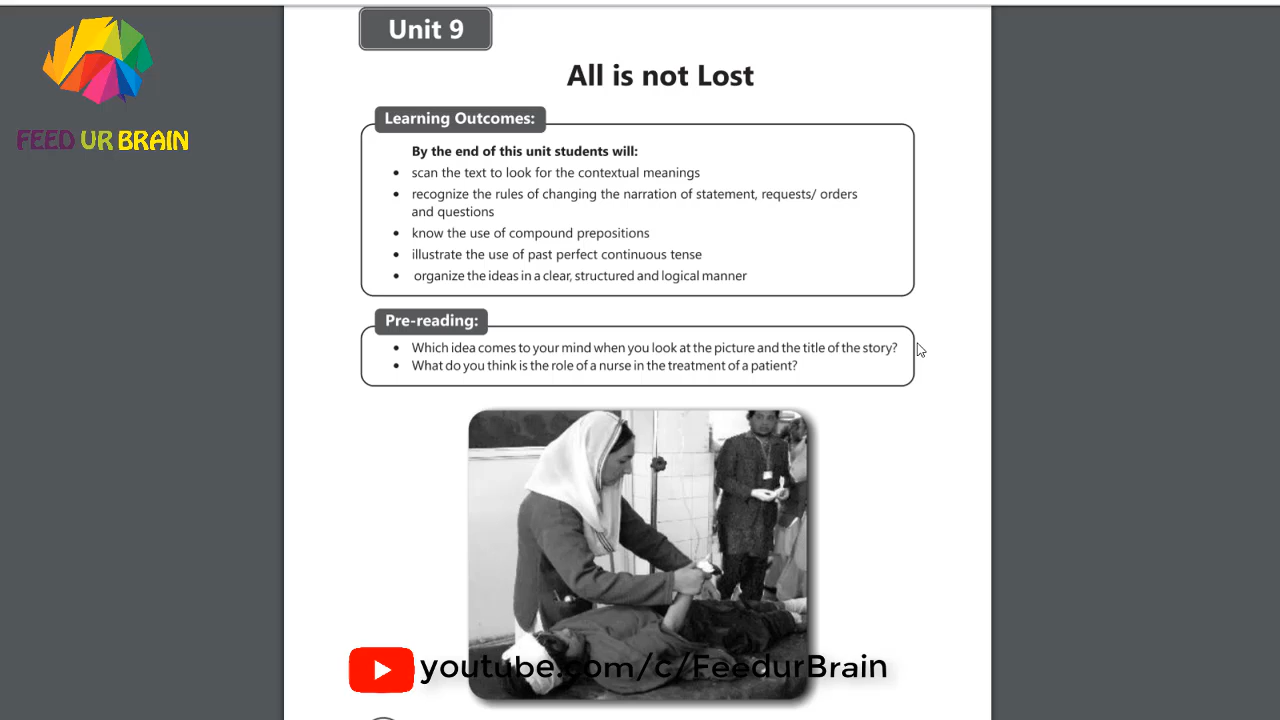 Unit 9
FEED UR BRAIN
All is not Lost
Learning Outcomes:
By the end of this unit students will:
• scan the text to look for the contextual meanings
• recognize the rules of changing the narration of statement, requests/ orders
and questions
• know the use of compound prepositions
• illustrate the use of past perfect continuous tense
• organize the ideas in a clear, structured and logical manner
Pre-reading:
• Which idea comes to your mind when you look at the picture and the title of the story?
• What do you think is the role of a nurse in the treatment of a patient?
youtube.com/c/FeedurBrain